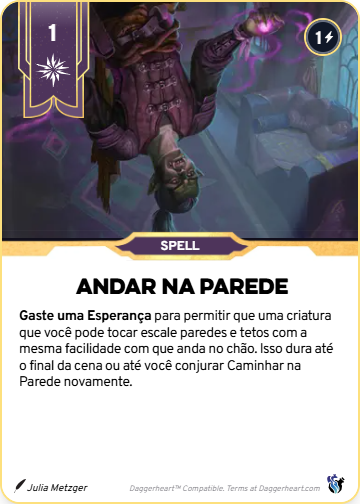 1
1
SPELL
ANDAR NA PAREDE
Gaste uma Esperança para permitir que uma criatura
que você pode tocar escale paredes e tetos com a
mesma facilidade com que anda no chão. Isso dura até
o final da cena ou até você conjurar Caminhar na
Parede novamente.
Julia Metzger
Daggerheart™ Compatible. Terms at Daggerheart.com